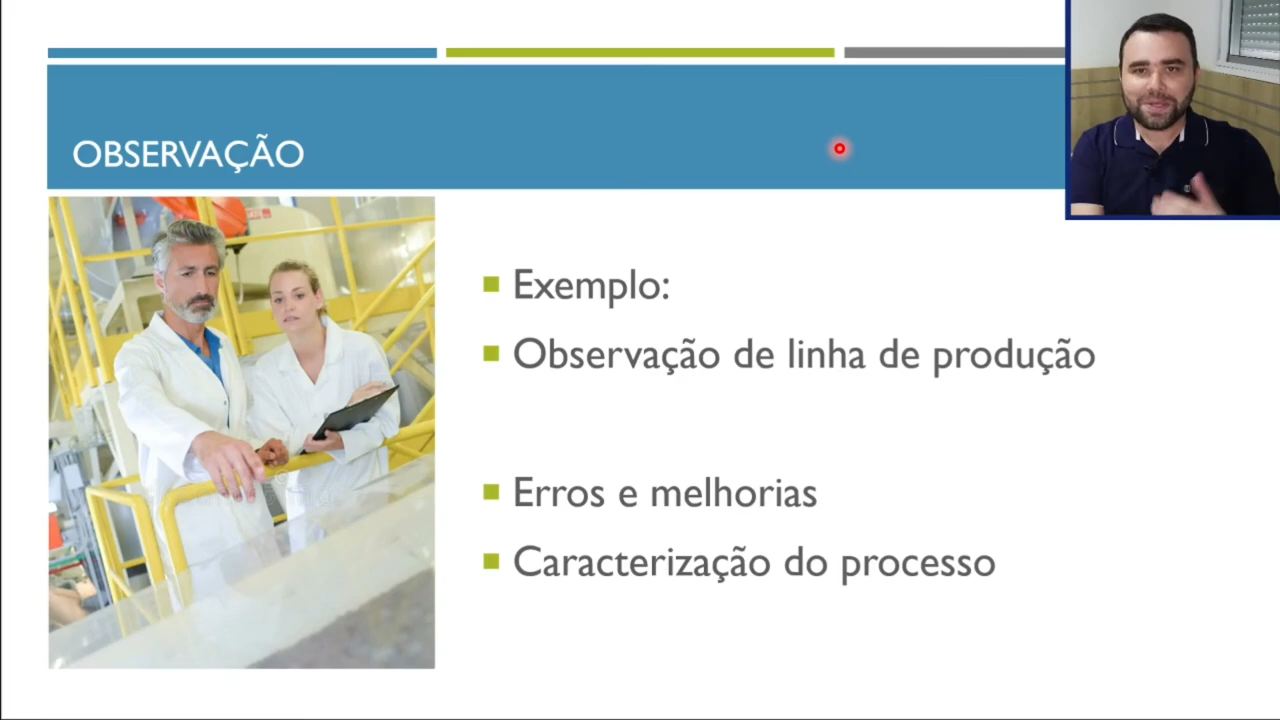 OBSERVAÇÃO
Exemplo:
Observação de linha de produção
Erros e melhorias
Caracterização do processo